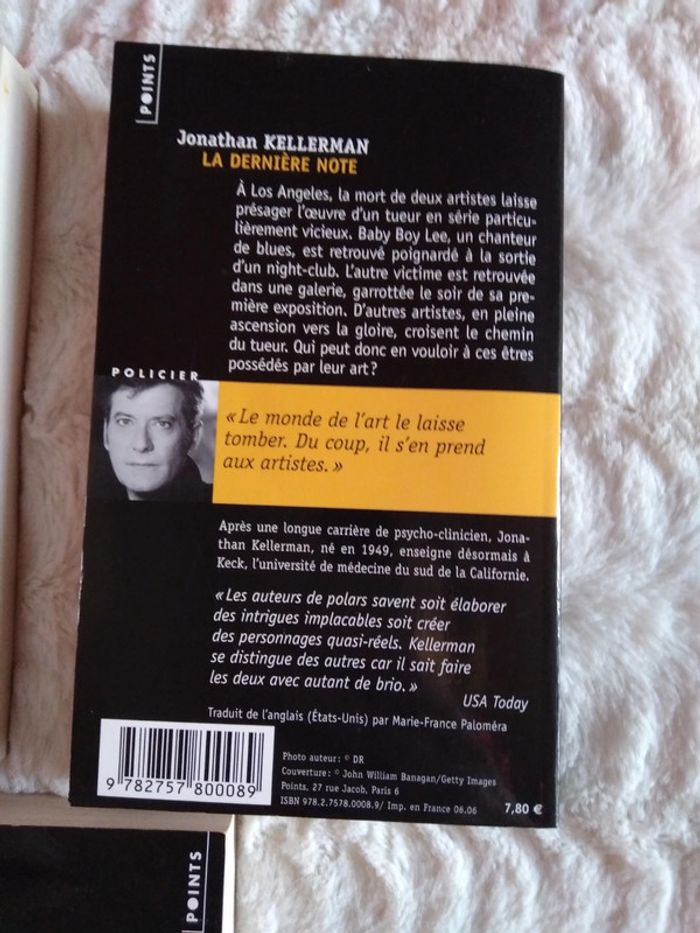 POINTS
Jonathan KELLERMAN
LA DERNIÈRE NOTE
À Los Angeles, la mort de deux artistes laisse
présager l'œuvre d'un tueur en série particu-
lièrement vicieux. Baby Boy Lee, un chanteur
de blues, est retrouvé poignardé à la sortie
d'un night-club. L'autre victime est retrouvée
dans une galerie, garrottée le soir de sa pre-
mière exposition. D'autres artistes, en pleine
ascension vers la gloire, croisent le chemin
du tueur. Qui peut donc en vouloir à ces êtres
possédés par leur art ?
POLICIER
« Le monde de l'art le laisse
tomber. Du coup, il s'en prend
aux artistes. »
Après une longue carrière de psycho-clinicien, Jona-
than Kellerman, né en 1949, enseigne désormais à
Keck, l'université de médecine du sud de la Californie.
« Les auteurs de polars savent soit élaborer
des intrigues implacables soit créer
des personnages quasi-réels. Kellerman
se distingue des autres car il sait faire
les deux avec autant de brio. »
USA Today
Traduit de l'anglais (États-Unis) par Marie-France Paloméra
Photo auteur : © DR
Couverture : © John William Banagan/Getty Images
Points, 27 rue Jacob, Paris 6
ISBN 978.2.7578.0008.9/ Imp. en France 06.06
7,80 €
9 782757 800089
POINTS